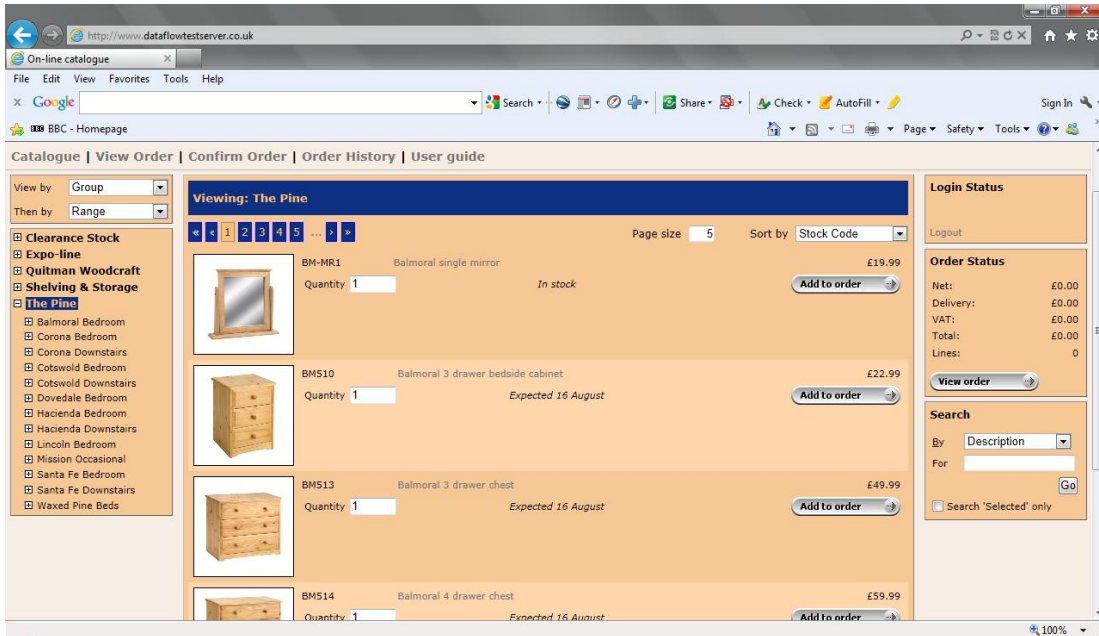 http://www.dataflowtestserver.co.uk
On-line catalogue
File Edit View Favorites Tools Help
Google Search Share Check AutoFill Sign In
BBC - Homepage Page Safety Tools
Catalogue | View Order | Confirm Order | Order History | User guide
View by Group
Then by Range
Clearance Stock
Expo-line
Quitman Woodcraft
Shelving & Storage
The Pine
Balmoral Bedroom
Corona Bedroom
Corona Downstairs
Cotswold Bedroom
Cotswold Downstairs
Dovedale Bedroom
Hacienda Bedroom
Hacienda Downstairs
Lincoln Bedroom
Mission Occasional
Santa Fe Bedroom
Santa Fe Downstairs
Waxed Pine Beds
Viewing: The Pine
« ‹ 1 2 3 4 5 ... › » Page size 5 Sort by Stock Code
BM-MR1 Balmoral single mirror £19.99
Quantity 1 In stock Add to order
BM510 Balmoral 3 drawer bedside cabinet £22.99
Quantity 1 Expected 16 August Add to order
BM513 Balmoral 3 drawer chest £49.99
Quantity 1 Expected 16 August Add to order
BM514 Balmoral 4 drawer chest £59.99
Quantity 1 Expected 16 August Add to order
Login Status
Logout
Order Status
Net: £0.00
Delivery: £0.00
VAT: £0.00
Total: £0.00
Lines: 0
View order
Search
By Description
For
Go
Search 'Selected' only
100%